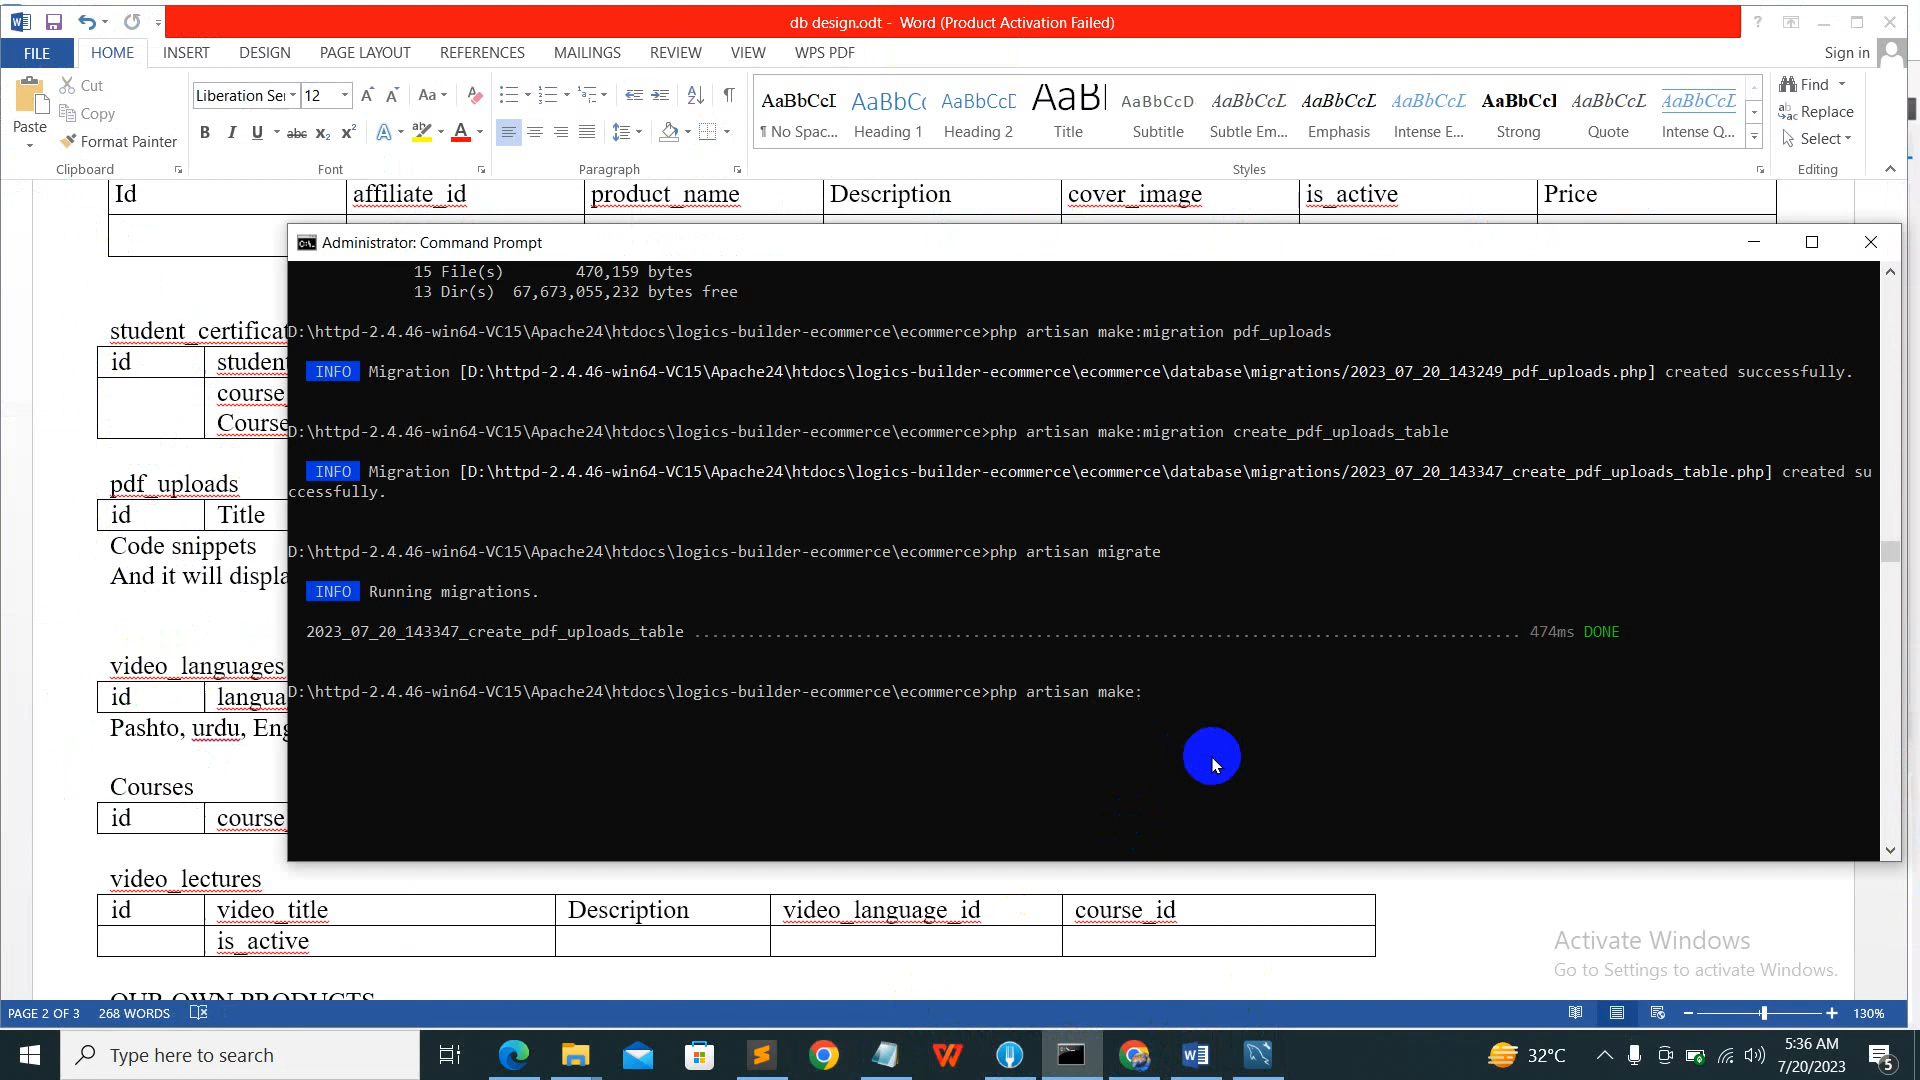 db design.odt - Word (Product Activation Failed)
FILE HOME INSERT DESIGN PAGE LAYOUT REFERENCES MAILINGS REVIEW VIEW WPS PDF Sign in
Paste Cut Copy Format Painter
Clipboard
Liberation Ser 12
Font
Paragraph
AaBbCcI AaBbC AaBbCcD AaBl AaBbCcD AaBbCcL AaBbCcL AaBbCcL AaBbCcl AaBbCcL AaBbCcL
¶ No Spac... Heading 1 Heading 2 Title Subtitle Subtle Em... Emphasis Intense E... Strong Quote Intense Q...
Styles
Find
Replace
Select
Editing
Id affiliate_id product_name Description cover_image is_active Price
Administrator: Command Prompt
15 File(s) 470,159 bytes
13 Dir(s) 67,673,055,232 bytes free
D:\httpd-2.4.46-win64-VC15\Apache24\htdocs\logics-builder-ecommerce\ecommerce>php artisan make:migration pdf_uploads
INFO Migration [D:\httpd-2.4.46-win64-VC15\Apache24\htdocs\logics-builder-ecommerce\ecommerce\database\migrations/2023_07_20_143249_pdf_uploads.php] created successfully.
D:\httpd-2.4.46-win64-VC15\Apache24\htdocs\logics-builder-ecommerce\ecommerce>php artisan make:migration create_pdf_uploads_table
INFO Migration [D:\httpd-2.4.46-win64-VC15\Apache24\htdocs\logics-builder-ecommerce\ecommerce\database\migrations/2023_07_20_143347_create_pdf_uploads_table.php] created su
ccessfully.
D:\httpd-2.4.46-win64-VC15\Apache24\htdocs\logics-builder-ecommerce\ecommerce>php artisan migrate
INFO Running migrations.
2023_07_20_143347_create_pdf_uploads_table ........................................................................................... 474ms DONE
D:\httpd-2.4.46-win64-VC15\Apache24\htdocs\logics-builder-ecommerce\ecommerce>php artisan make:
student_certificat
id student
course_
Course
pdf_uploads
id Title
Code snippets
And it will displa
video_languages
id langua
Pashto, urdu, Eng
Courses
id course
video_lectures
id video_title Description video_language_id course_id
is_active
OUR OWN PRODUCTS
Activate Windows
Go to Settings to activate Windows.
PAGE 2 OF 3 268 WORDS 130%
Type here to search 32°C 5:36 AM
7/20/2023 5